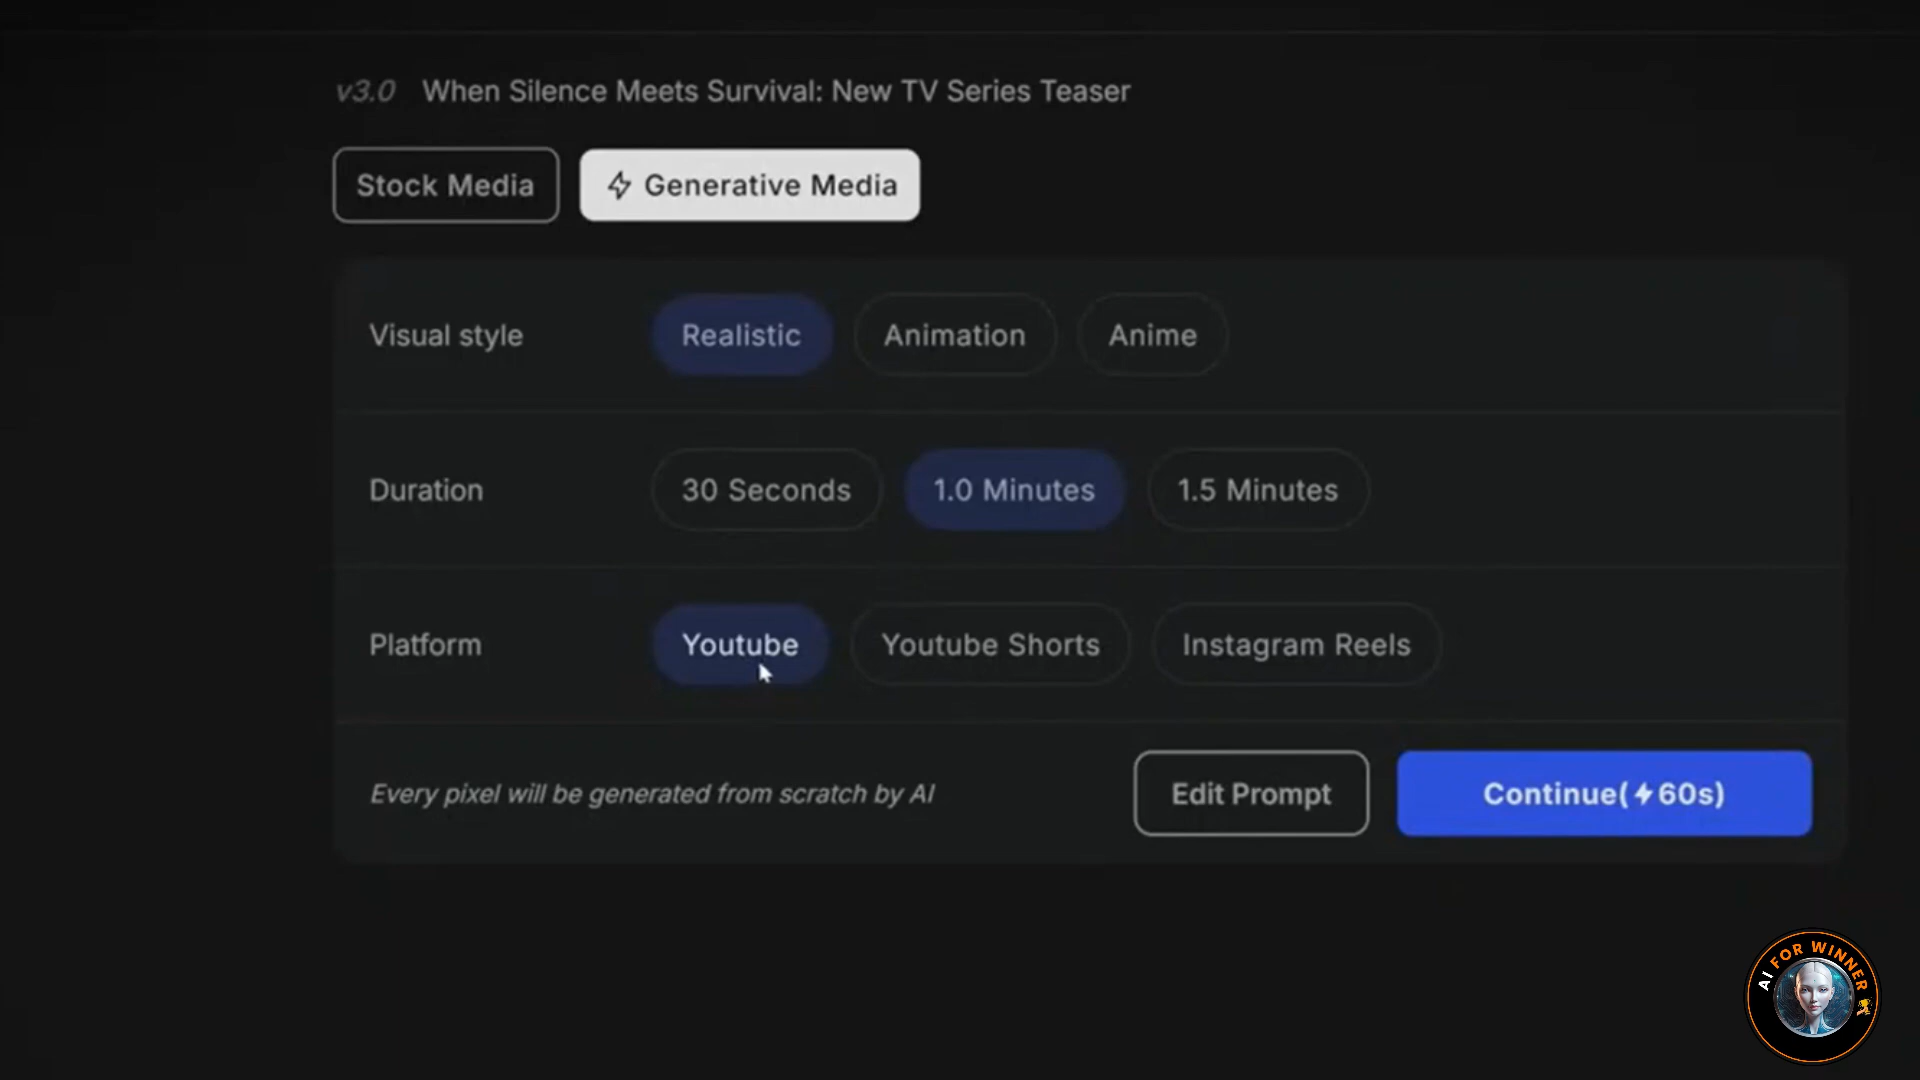 v3.0 When Silence Meets Survival: New TV Series Teaser
Stock Media Generative Media
Visual style Realistic Animation Anime
Duration 30 Seconds 1.0 Minutes 1.5 Minutes
Platform Youtube Youtube Shorts Instagram Reels
Every pixel will be generated from scratch by AI Edit Prompt Continue(⚡60s)
AI FOR WINNER